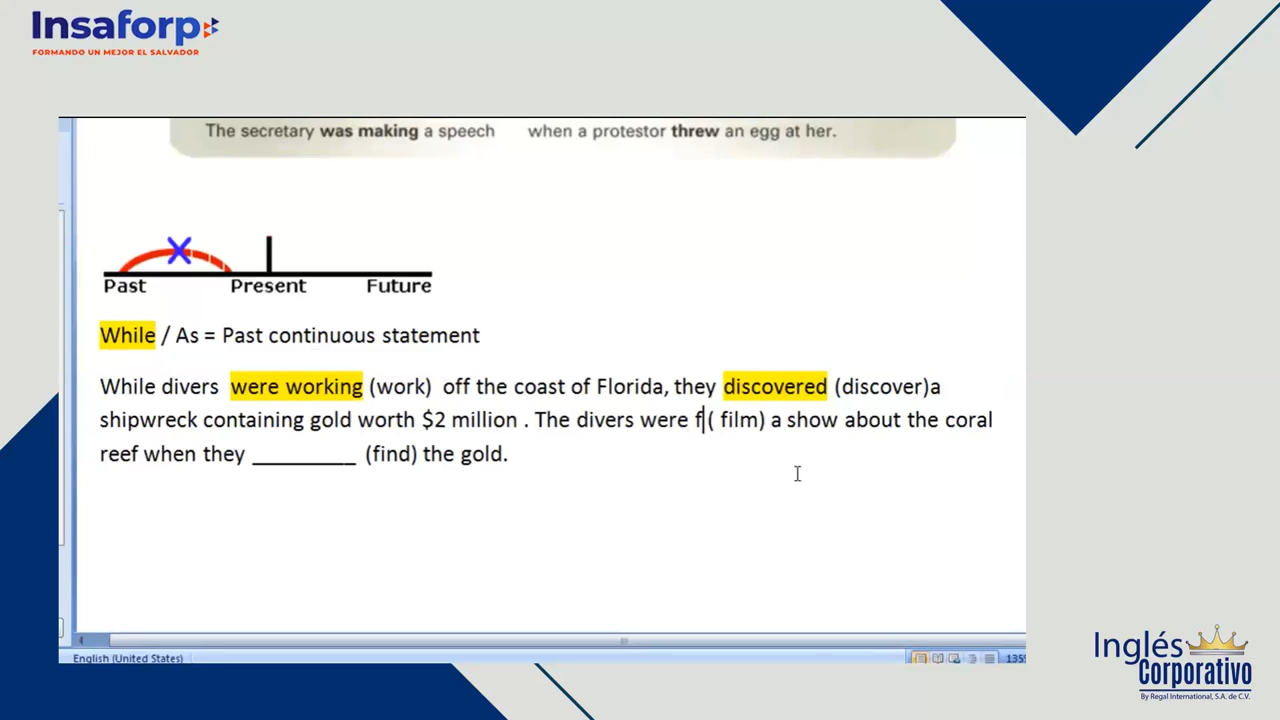 Insaforp
FORMANDO UN MEJOR EL SALVADOR
The secretary was making a speech when a protestor threw an egg at her.
Past Present Future
While / As = Past continuous statement
While divers were working (work) off the coast of Florida, they discovered (discover)a
shipwreck containing gold worth $2 million . The divers were f ( film) a show about the coral
reef when they __________ (find) the gold.
English (United States)
135%
Inglés
Corporativo
By Regal International, S.A. de C.V.